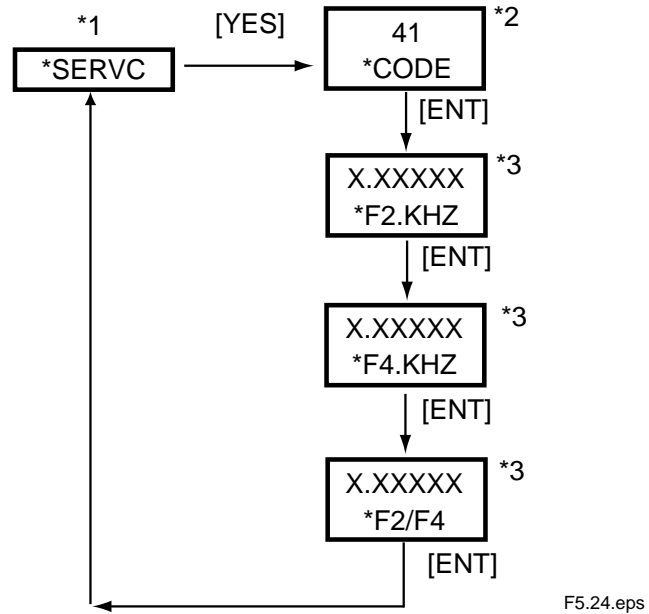 *1
[YES]
*2
*SERVC
41
*CODE
[ENT]
X.XXXXX
*3
*F2.KHZ
[ENT]
X.XXXXX
*3
*F4.KHZ
[ENT]
X.XXXXX
*3
*F2/F4
[ENT]
F5.24.eps